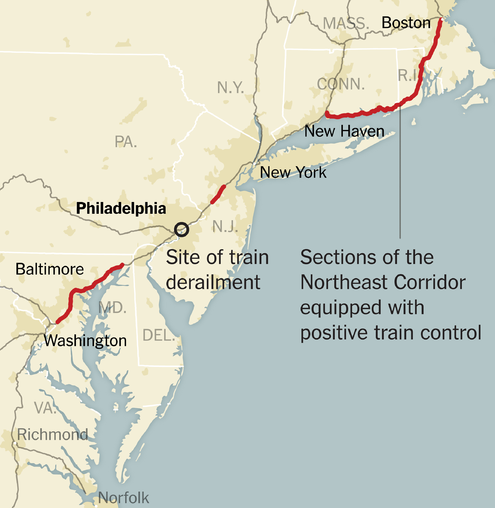 Boston
MASS.
CONN.
R.I.
N.Y.
New Haven
PA.
New York
Philadelphia
N.J.
Site of train
derailment
Sections of the
Northeast Corridor
equipped with
positive train control
Baltimore
MD.
DEL.
Washington
VA.
Richmond
Norfolk